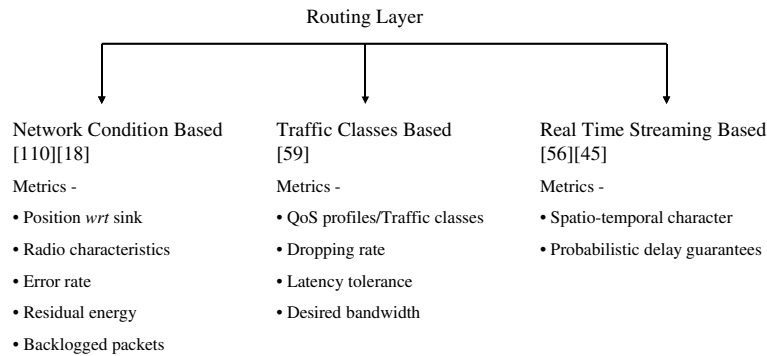 Routing Layer
Network Condition Based
[110][18]
Metrics -
• Position wrt sink
• Radio characteristics
• Error rate
• Residual energy
• Backlogged packets
Traffic Classes Based
[59]
Metrics -
• QoS profiles/Traffic classes
• Dropping rate
• Latency tolerance
• Desired bandwidth
Real Time Streaming Based
[56][45]
Metrics -
• Spatio-temporal character
• Probabilistic delay guarantees